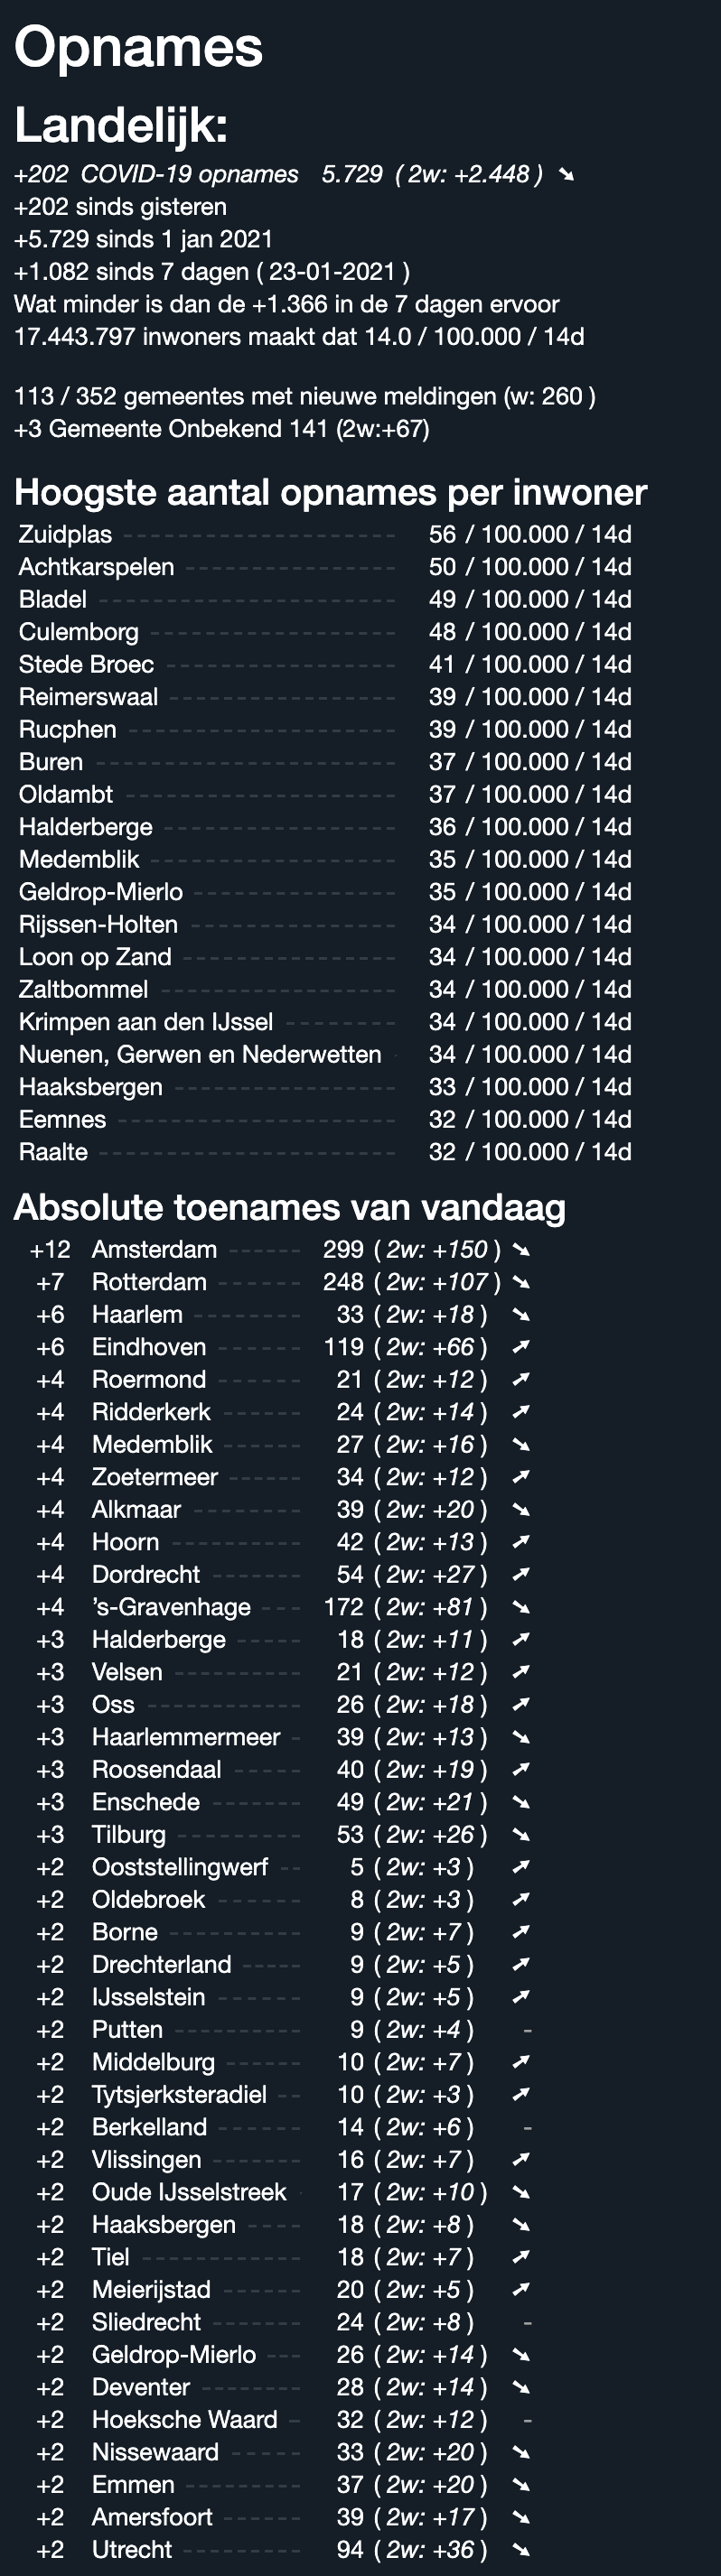 Opnames
Landelijk:
+202 COVID-19 opnames 5.729 ( 2w: +2.448 ) ➘
+202 sinds gisteren
+5.729 sinds 1 jan 2021
+1.082 sinds 7 dagen ( 23-01-2021 )
Wat minder is dan de +1.366 in de 7 dagen ervoor
17.443.797 inwoners maakt dat 14.0 / 100.000 / 14d
113 / 352 gemeentes met nieuwe meldingen (w: 260 )
+3 Gemeente Onbekend 141 (2w:+67)
Hoogste aantal opnames per inwoner
Zuidplas 56 / 100.000 / 14d
Achtkarspelen 50 / 100.000 / 14d
Bladel 49 / 100.000 / 14d
Culemborg 48 / 100.000 / 14d
Stede Broec 41 / 100.000 / 14d
Reimerswaal 39 / 100.000 / 14d
Rucphen 39 / 100.000 / 14d
Buren 37 / 100.000 / 14d
Oldambt 37 / 100.000 / 14d
Halderberge 36 / 100.000 / 14d
Medemblik 35 / 100.000 / 14d
Geldrop-Mierlo 35 / 100.000 / 14d
Rijssen-Holten 34 / 100.000 / 14d
Loon op Zand 34 / 100.000 / 14d
Zaltbommel 34 / 100.000 / 14d
Krimpen aan den IJssel 34 / 100.000 / 14d
Nuenen, Gerwen en Nederwetten 34 / 100.000 / 14d
Haaksbergen 33 / 100.000 / 14d
Eemnes 32 / 100.000 / 14d
Raalte 32 / 100.000 / 14d
Absolute toenames van vandaag
+12 Amsterdam 299 ( 2w: +150 ) ➘
+7 Rotterdam 248 ( 2w: +107 ) ➘
+6 Haarlem 33 ( 2w: +18 ) ➘
+6 Eindhoven 119 ( 2w: +66 ) ➚
+4 Roermond 21 ( 2w: +12 ) ➚
+4 Ridderkerk 24 ( 2w: +14 ) ➚
+4 Medemblik 27 ( 2w: +16 ) ➘
+4 Zoetermeer 34 ( 2w: +12 ) ➚
+4 Alkmaar 39 ( 2w: +20 ) ➘
+4 Hoorn 42 ( 2w: +13 ) ➚
+4 Dordrecht 54 ( 2w: +27 ) ➚
+4 ’s-Gravenhage 172 ( 2w: +81 ) ➘
+3 Halderberge 18 ( 2w: +11 ) ➚
+3 Velsen 21 ( 2w: +12 ) ➚
+3 Oss 26 ( 2w: +18 ) ➚
+3 Haarlemmermeer 39 ( 2w: +13 ) ➘
+3 Roosendaal 40 ( 2w: +19 ) ➚
+3 Enschede 49 ( 2w: +21 ) ➘
+3 Tilburg 53 ( 2w: +26 ) ➘
+2 Ooststellingwerf 5 ( 2w: +3 ) ➚
+2 Oldebroek 8 ( 2w: +3 ) ➚
+2 Borne 9 ( 2w: +7 ) ➚
+2 Drechterland 9 ( 2w: +5 ) ➚
+2 IJsselstein 9 ( 2w: +5 ) ➚
+2 Putten 9 ( 2w: +4 ) -
+2 Middelburg 10 ( 2w: +7 ) ➚
+2 Tytsjerksteradiel 10 ( 2w: +3 ) ➚
+2 Berkelland 14 ( 2w: +6 ) -
+2 Vlissingen 16 ( 2w: +7 ) ➚
+2 Oude IJsselstreek 17 ( 2w: +10 ) ➘
+2 Haaksbergen 18 ( 2w: +8 ) ➘
+2 Tiel 18 ( 2w: +7 ) ➚
+2 Meierijstad 20 ( 2w: +5 ) ➚
+2 Sliedrecht 24 ( 2w: +8 ) -
+2 Geldrop-Mierlo 26 ( 2w: +14 ) ➘
+2 Deventer 28 ( 2w: +14 ) ➘
+2 Hoeksche Waard 32 ( 2w: +12 ) -
+2 Nissewaard 33 ( 2w: +20 ) ➘
+2 Emmen 37 ( 2w: +20 ) ➘
+2 Amersfoort 39 ( 2w: +17 ) ➘
+2 Utrecht 94 ( 2w: +36 ) ➘